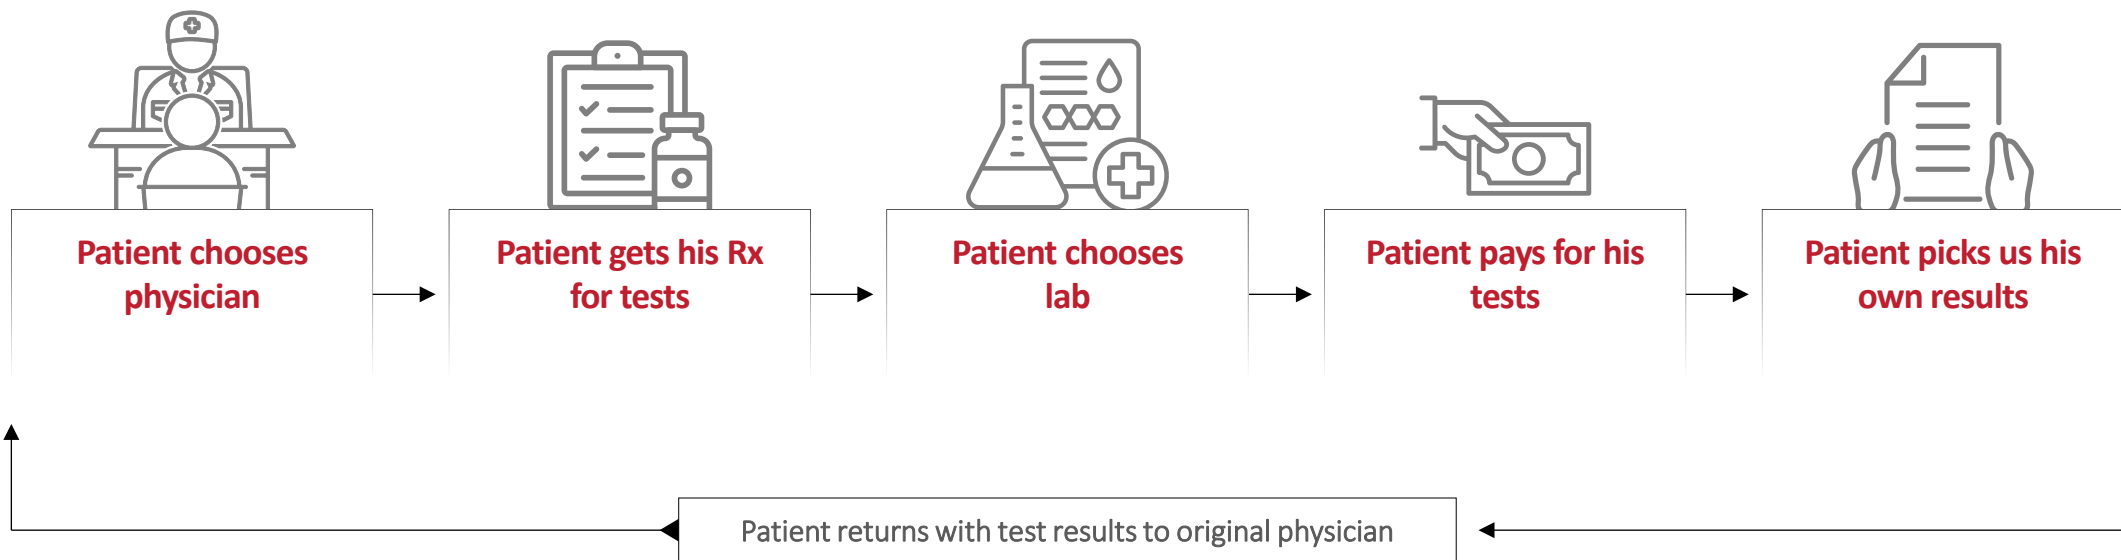 Patient chooses
physician
Patient gets his Rx
for tests
Patient chooses
lab
Patient pays for his
tests
Patient picks us his
own results
Patient returns with test results to original physician